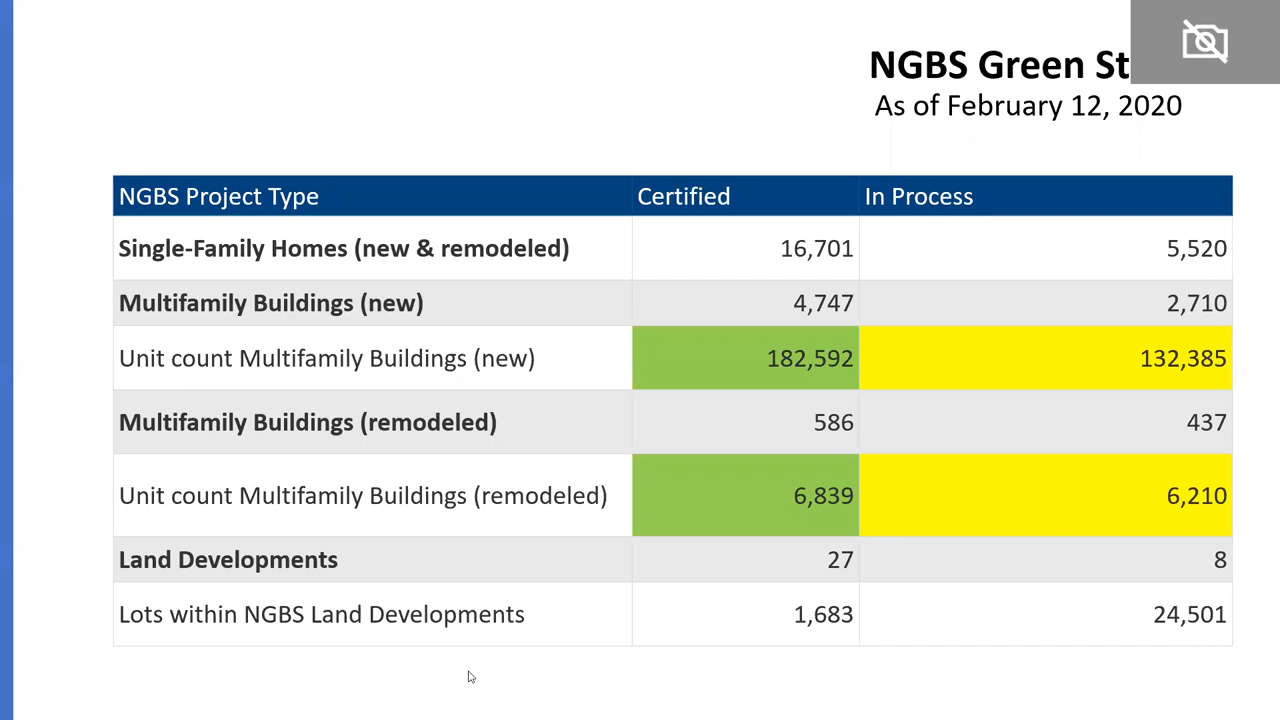 NGBS Green
As of February 12, 2020
NGBS Project Type Certified In Process
Single-Family Homes (new & remodeled) 16,701 5,520
Multifamily Buildings (new) 4,747 2,710
Unit count Multifamily Buildings (new) 182,592 132,385
Multifamily Buildings (remodeled) 586 437
Unit count Multifamily Buildings (remodeled) 6,839 6,210
Land Developments 27 8
Lots within NGBS Land Developments 1,683 24,501